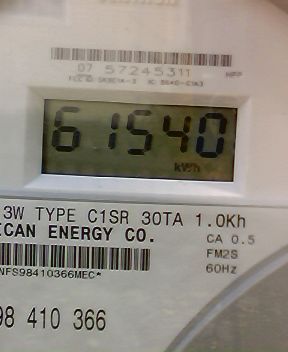 07 57245311
61540
kWh
3W TYPE C1SR 30TA 1.0Kh
ICAN ENERGY CO.
CA 0.5
FM2S
60Hz
NFS98410366MEC*
98 410 366